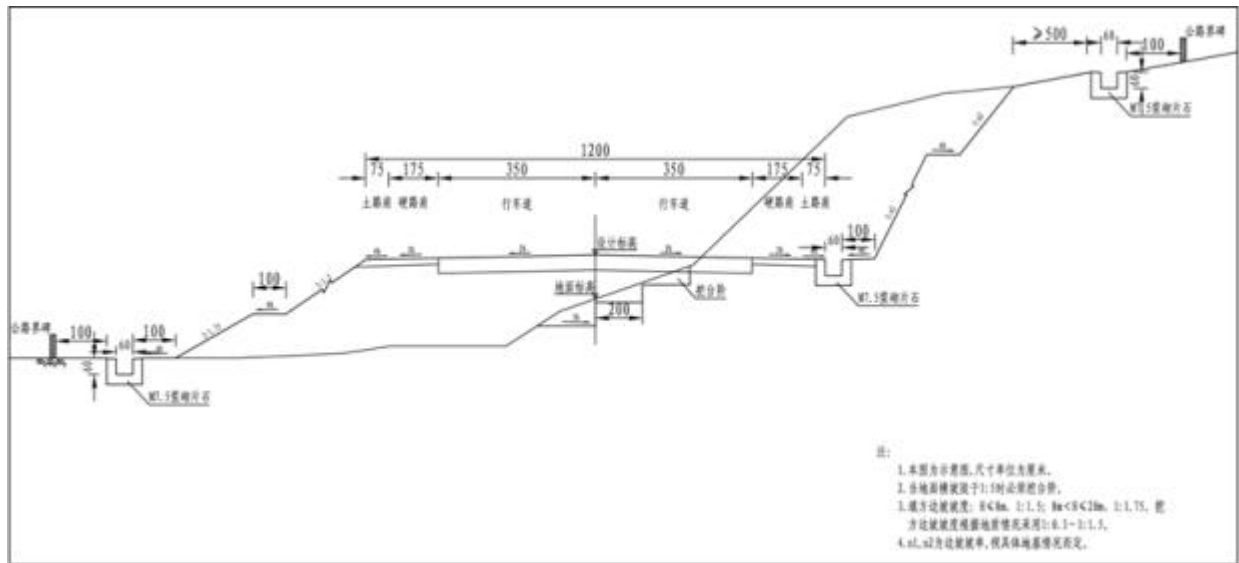 ≥500
60
100
公路界碑
60
M7.5浆砌片石
1200
75
175
350
350
175
75
土路肩
硬路肩
行车道
行车道
硬路肩
土路肩
60
100
设计标高
地面标高
挖台阶
200
M7.5浆砌片石
100
1:1.75
公路界碑
100
60
100
60
M7.5浆砌片石
注:
1.本图为示意图,尺寸单位为厘米。
2.当地面横坡陡于1:5时必须挖台阶。
3.填方边坡坡度: H≤8m, 1:1.5; 8m<H≤20m, 1:1.75, 挖
方边坡坡度根据地质情况采用1:0.1~1:1.5。
4.n1,n2为边坡坡率,视具体地基情况而定。